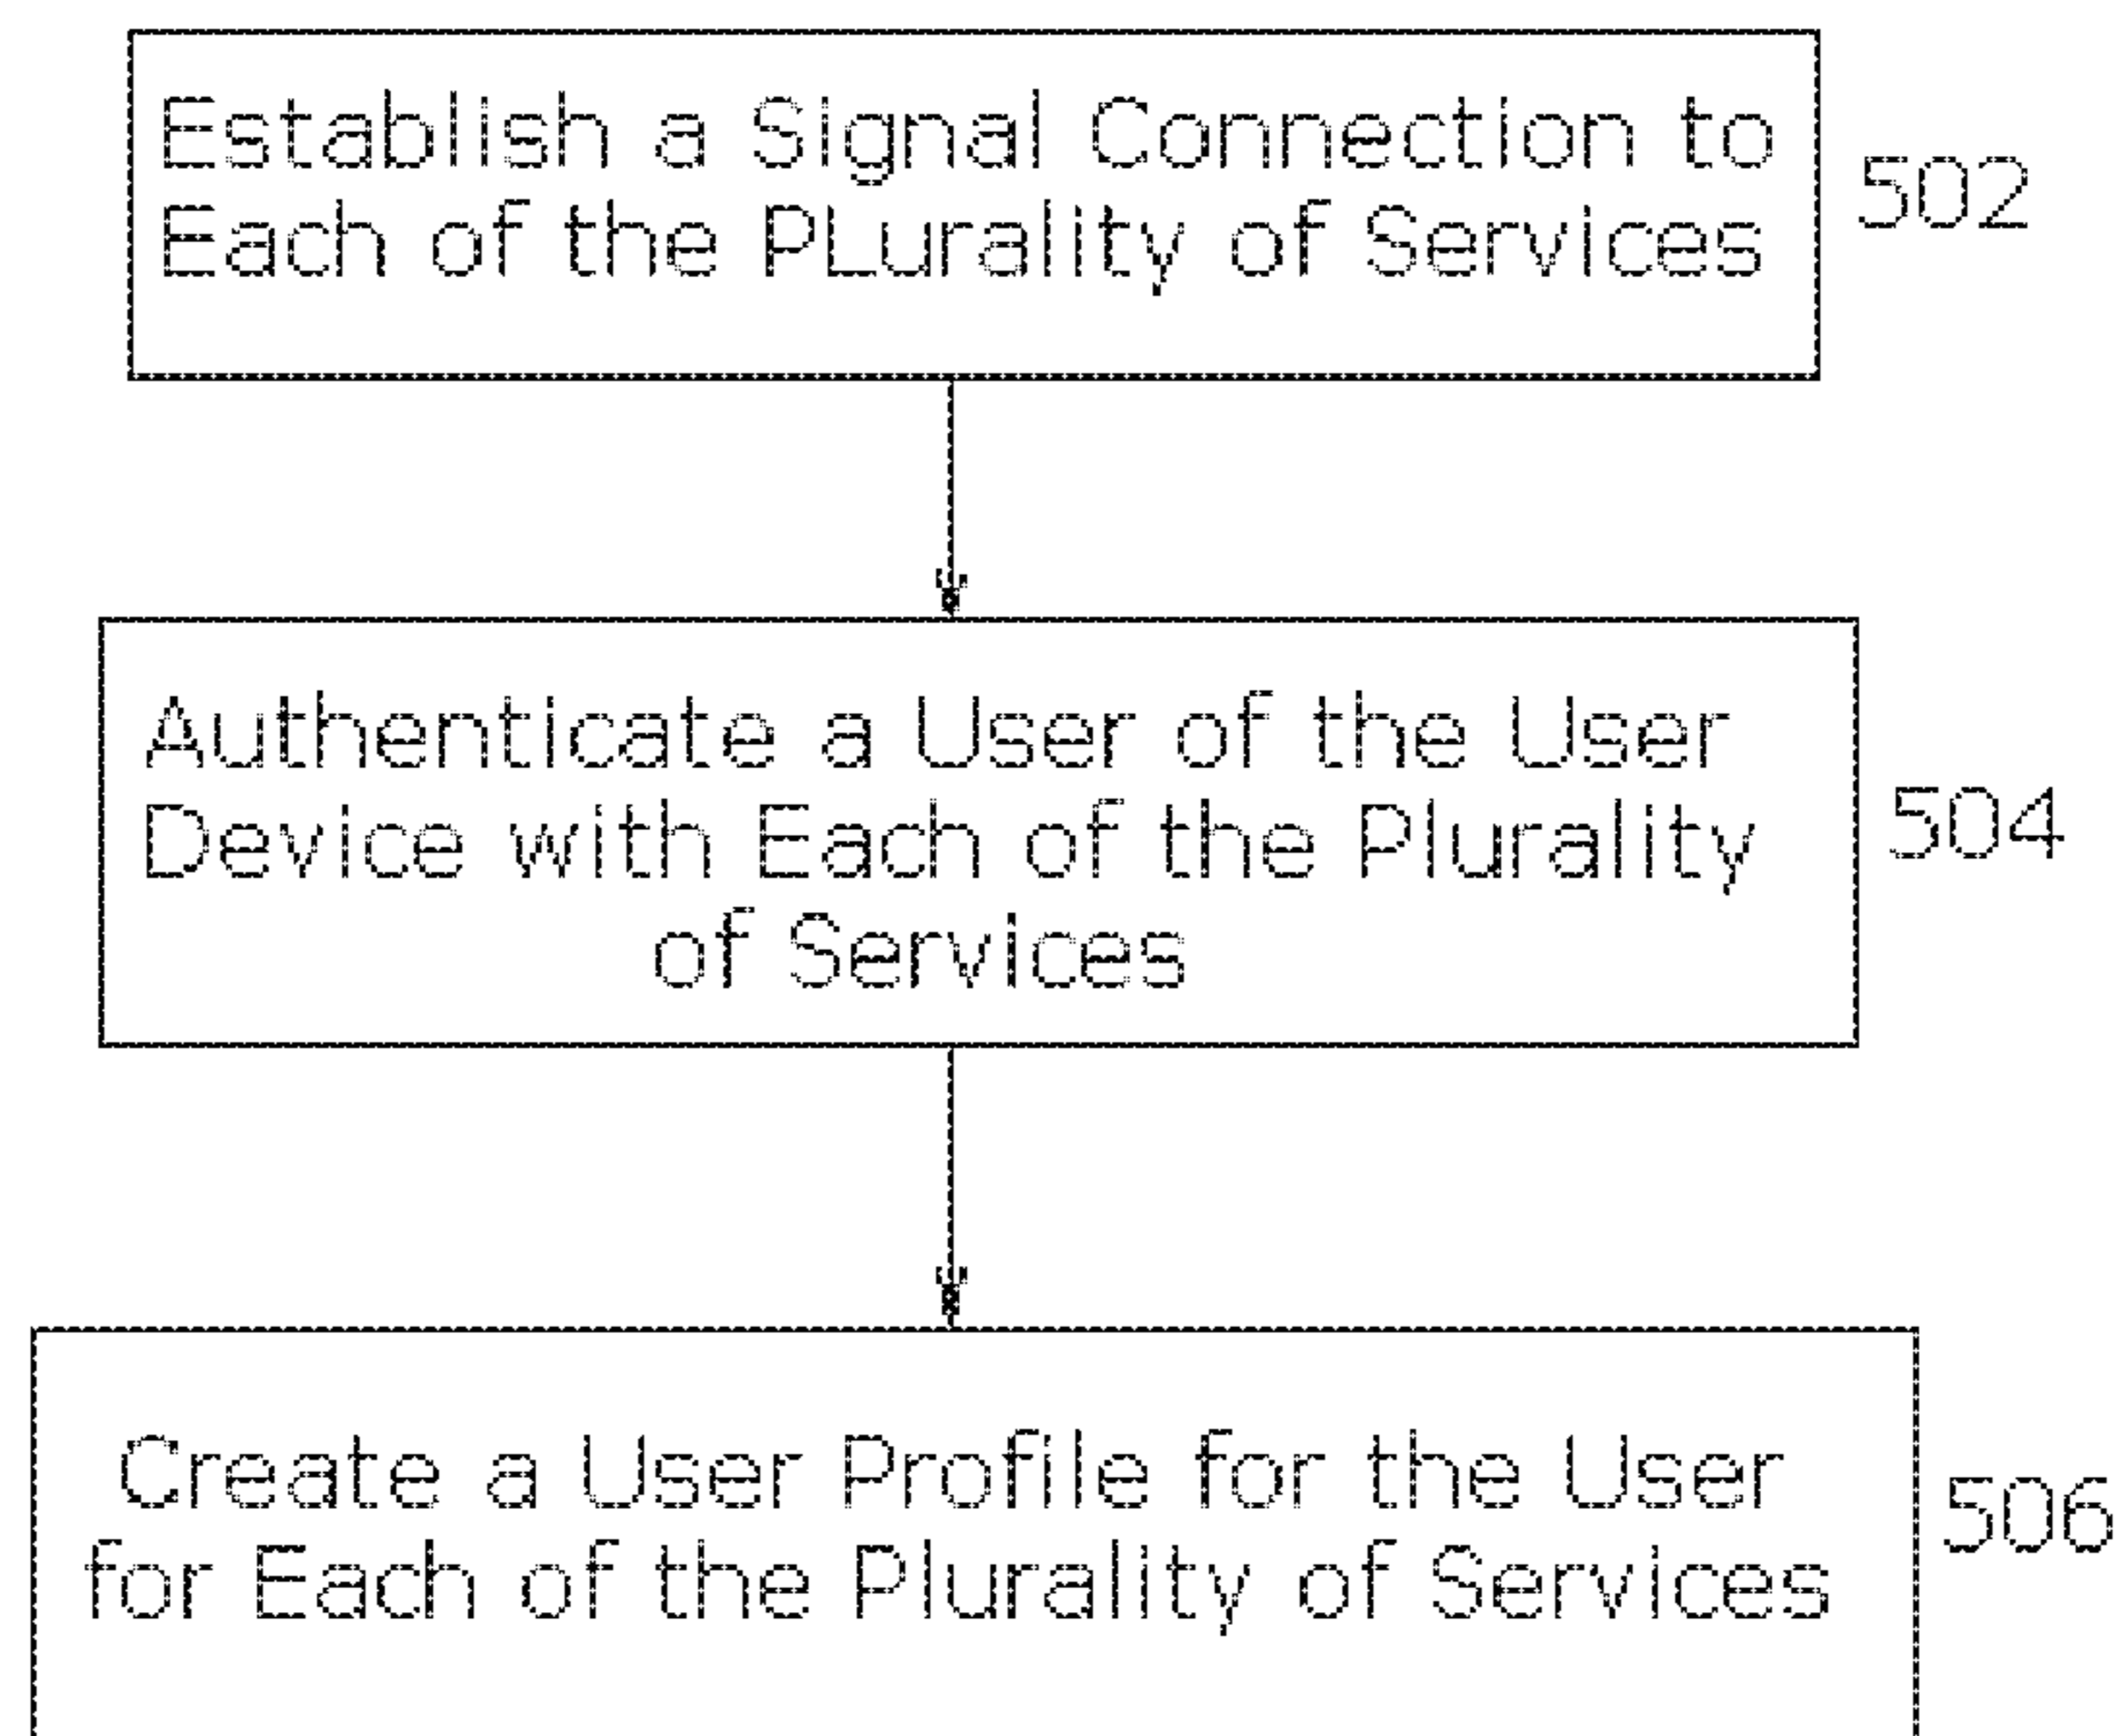 Establish a Signal Connection to
Each of the PLurality of Services
502
Authenticate a User of the User
Device with Each of the Plurality
of Services
504
Create a User Profile for the User
for Each of the Plurality of Services
506